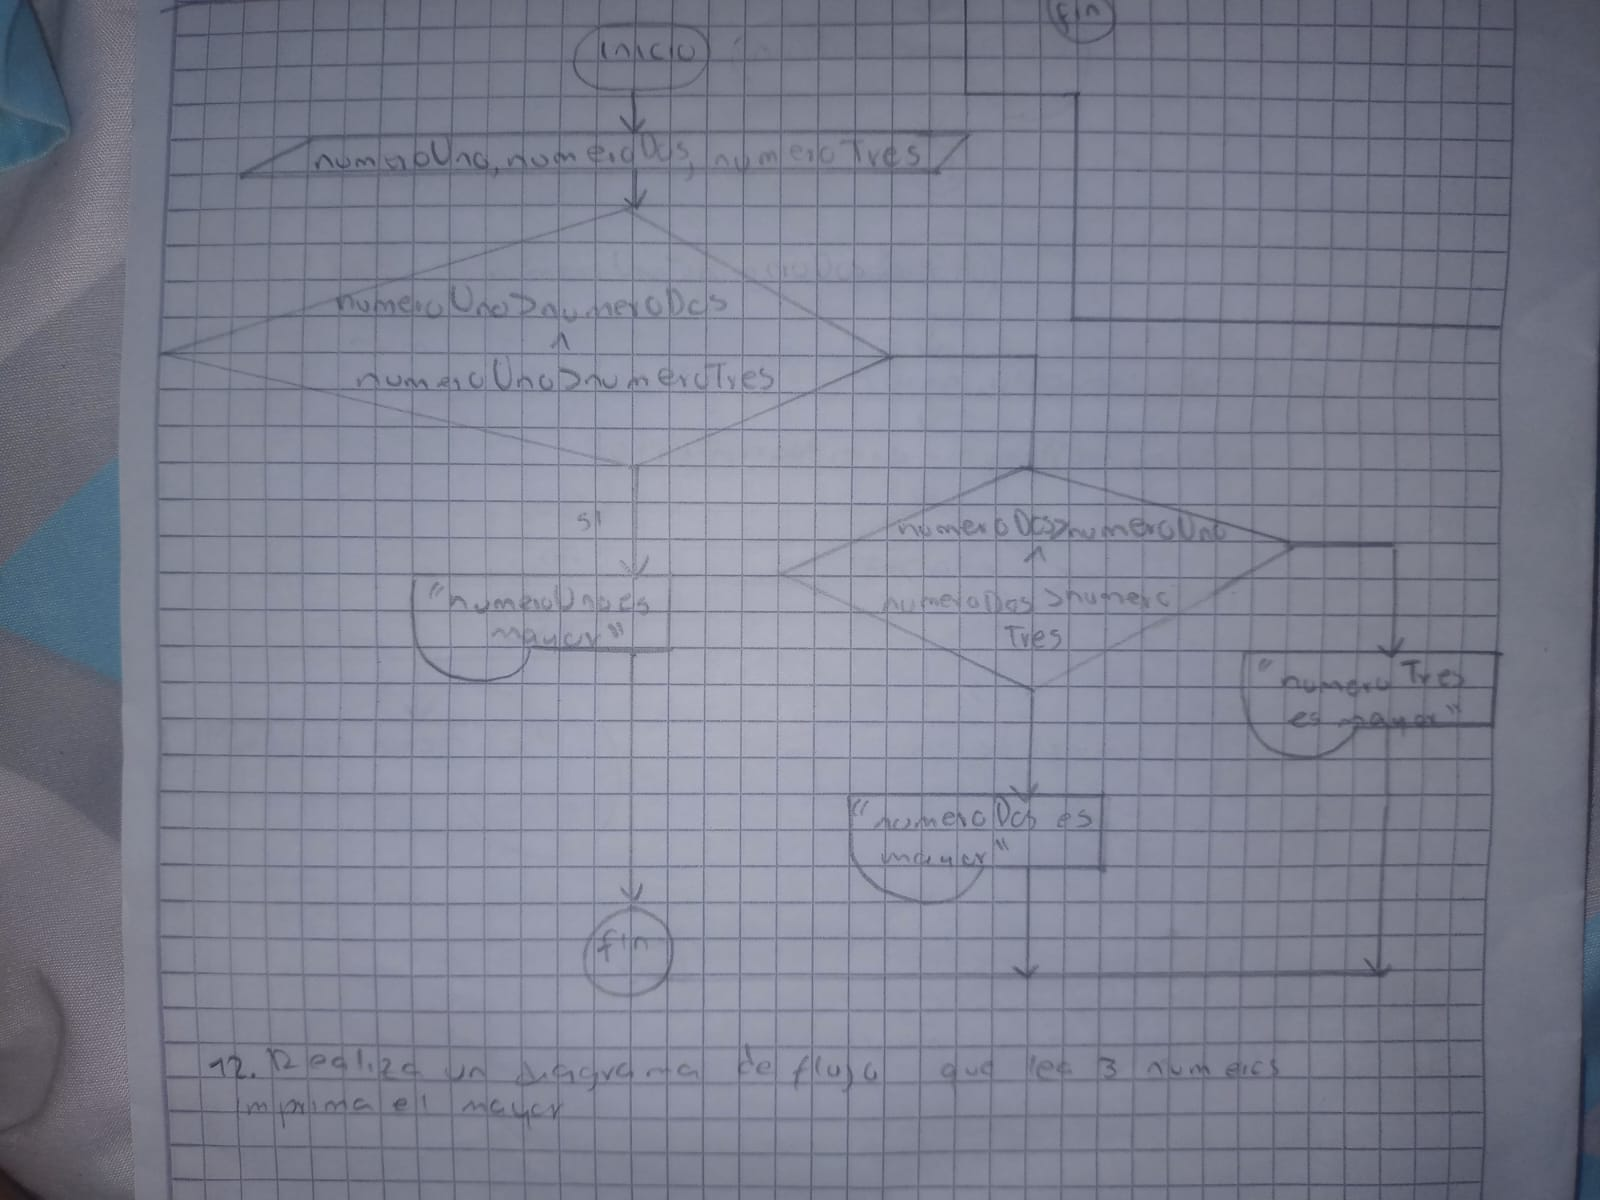 fin
inicio
numeroUno, numeroDos, numeroTres
numeroUno>numeroDos
^
numeroUno>numeroTres
si
numeroDos>numeroUno
^
numeroDos>numero
Tres
"numeroUno es
mayor"
"numero Tres
es mayor"
"numeroDos es
mayor"
fin
12. Realiza un diagrama de flujo que lea 3 numeros
imprima el mayor